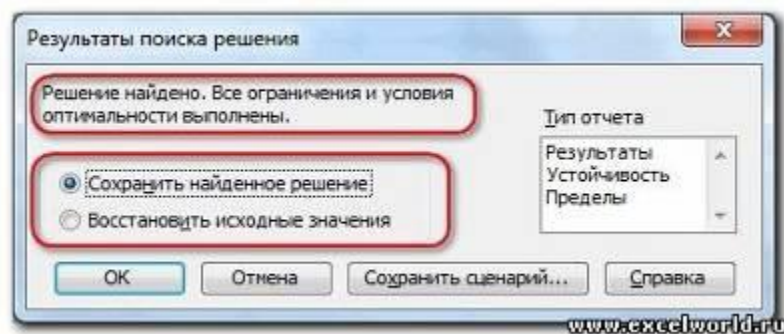 Результаты поиска решения
Решение найдено. Все ограничения и условия
оптимальности выполнены.
Тип отчета
Результаты
Устойчивость
Пределы
Сохранить найденное решение
Восстановить исходные значения
ОК
Отмена
Сохранить сценарий...
Справка
www.excelworld.ru